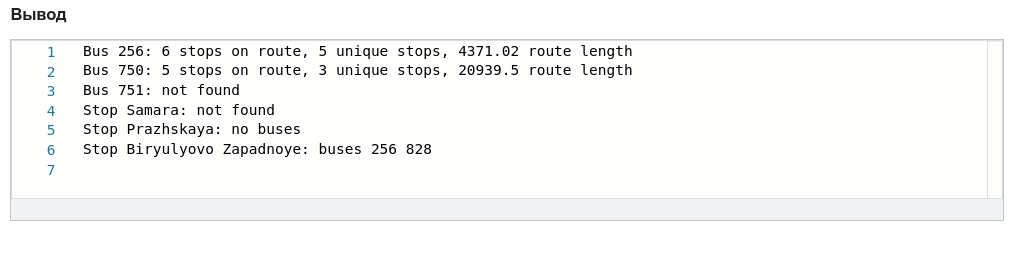 Вывод
1 Bus 256: 6 stops on route, 5 unique stops, 4371.02 route length
2 Bus 750: 5 stops on route, 3 unique stops, 20939.5 route length
3 Bus 751: not found
4 Stop Samara: not found
5 Stop Prazhskaya: no buses
6 Stop Biryulyovo Zapadnoye: buses 256 828
7